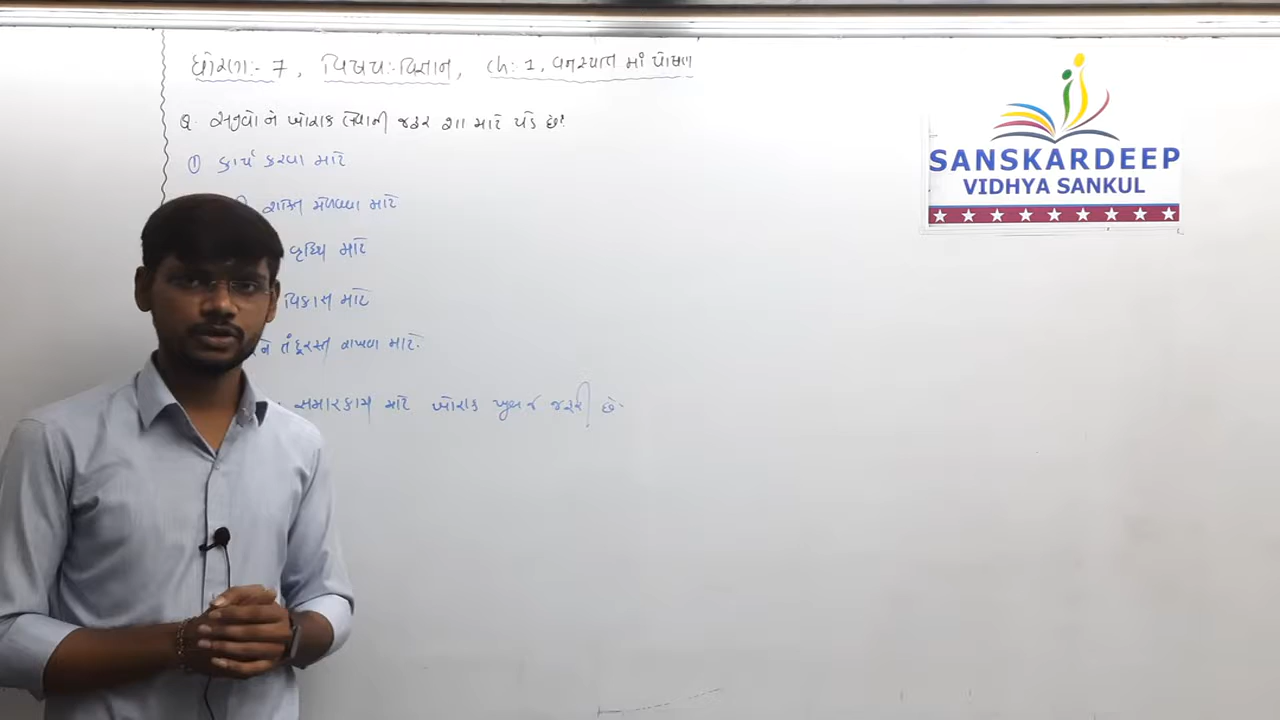 ધોરણ:- 7, વિષય:- વિજ્ઞાન, ch: 1, વનસ્પતિ માં પોષણ
Q. સજીવો ને ખોરાક લેવાની જરૂર શા માટે પડે છે?
① કાર્ય કરવા માટે
શક્તિ મેળવવા માટે
વૃધ્ધિ માટે
વિકાસ માટે
ને તંદુરસ્ત રાખવા માટે.
સમારકામ માટે ખોરાક ખુબ જ જરૂરી છે.
SANSKARDEEP
VIDHYA SANKUL